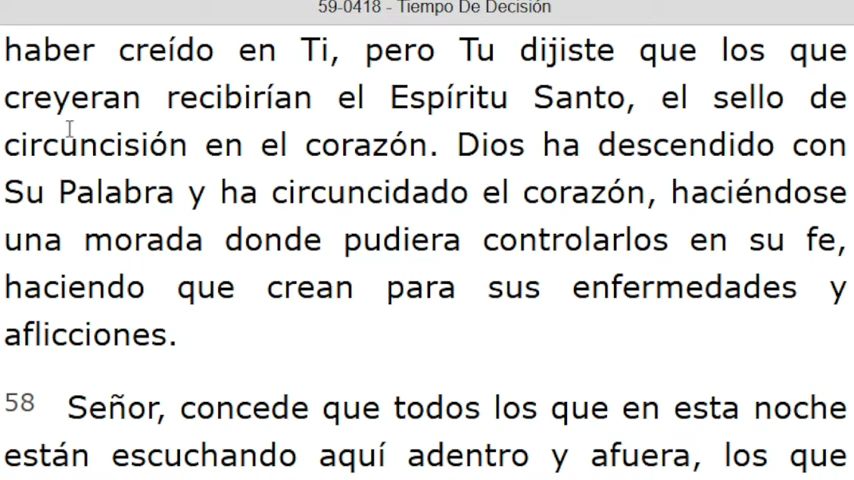 59-0418 - Tiempo De Decisión
haber creído en Ti, pero Tu dijiste que los que
creyeran recibirían el Espíritu Santo, el sello de
circuncisión en el corazón. Dios ha descendido con
Su Palabra y ha circuncidado el corazón, haciéndose
una morada donde pudiera controlarlos en su fe,
haciendo que crean para sus enfermedades y
aflicciones.
58 Señor, concede que todos los que en esta noche
están escuchando aquí adentro y afuera, los que